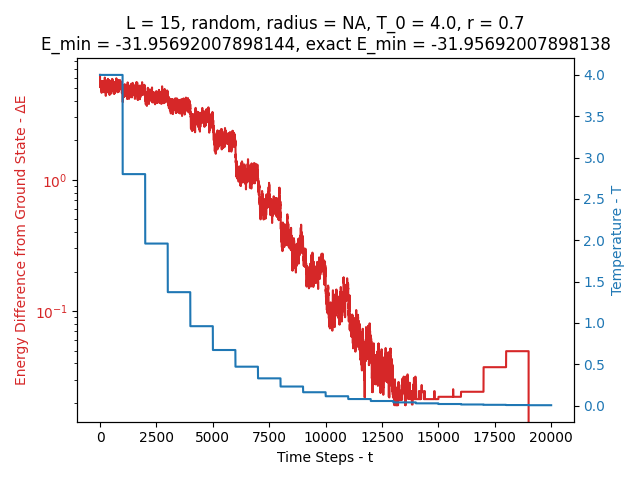 L = 15, random, radius = NA, T_0 = 4.0, r = 0.7
E_min = -31.95692007898144, exact E_min = -31.95692007898138
Energy Difference from Ground State - ΔE
10⁰
10⁻¹
4.0
3.5
3.0
2.5
2.0
1.5
1.0
0.5
0.0
Temperature - T
0 2500 5000 7500 10000 12500 15000 17500 20000
Time Steps - t